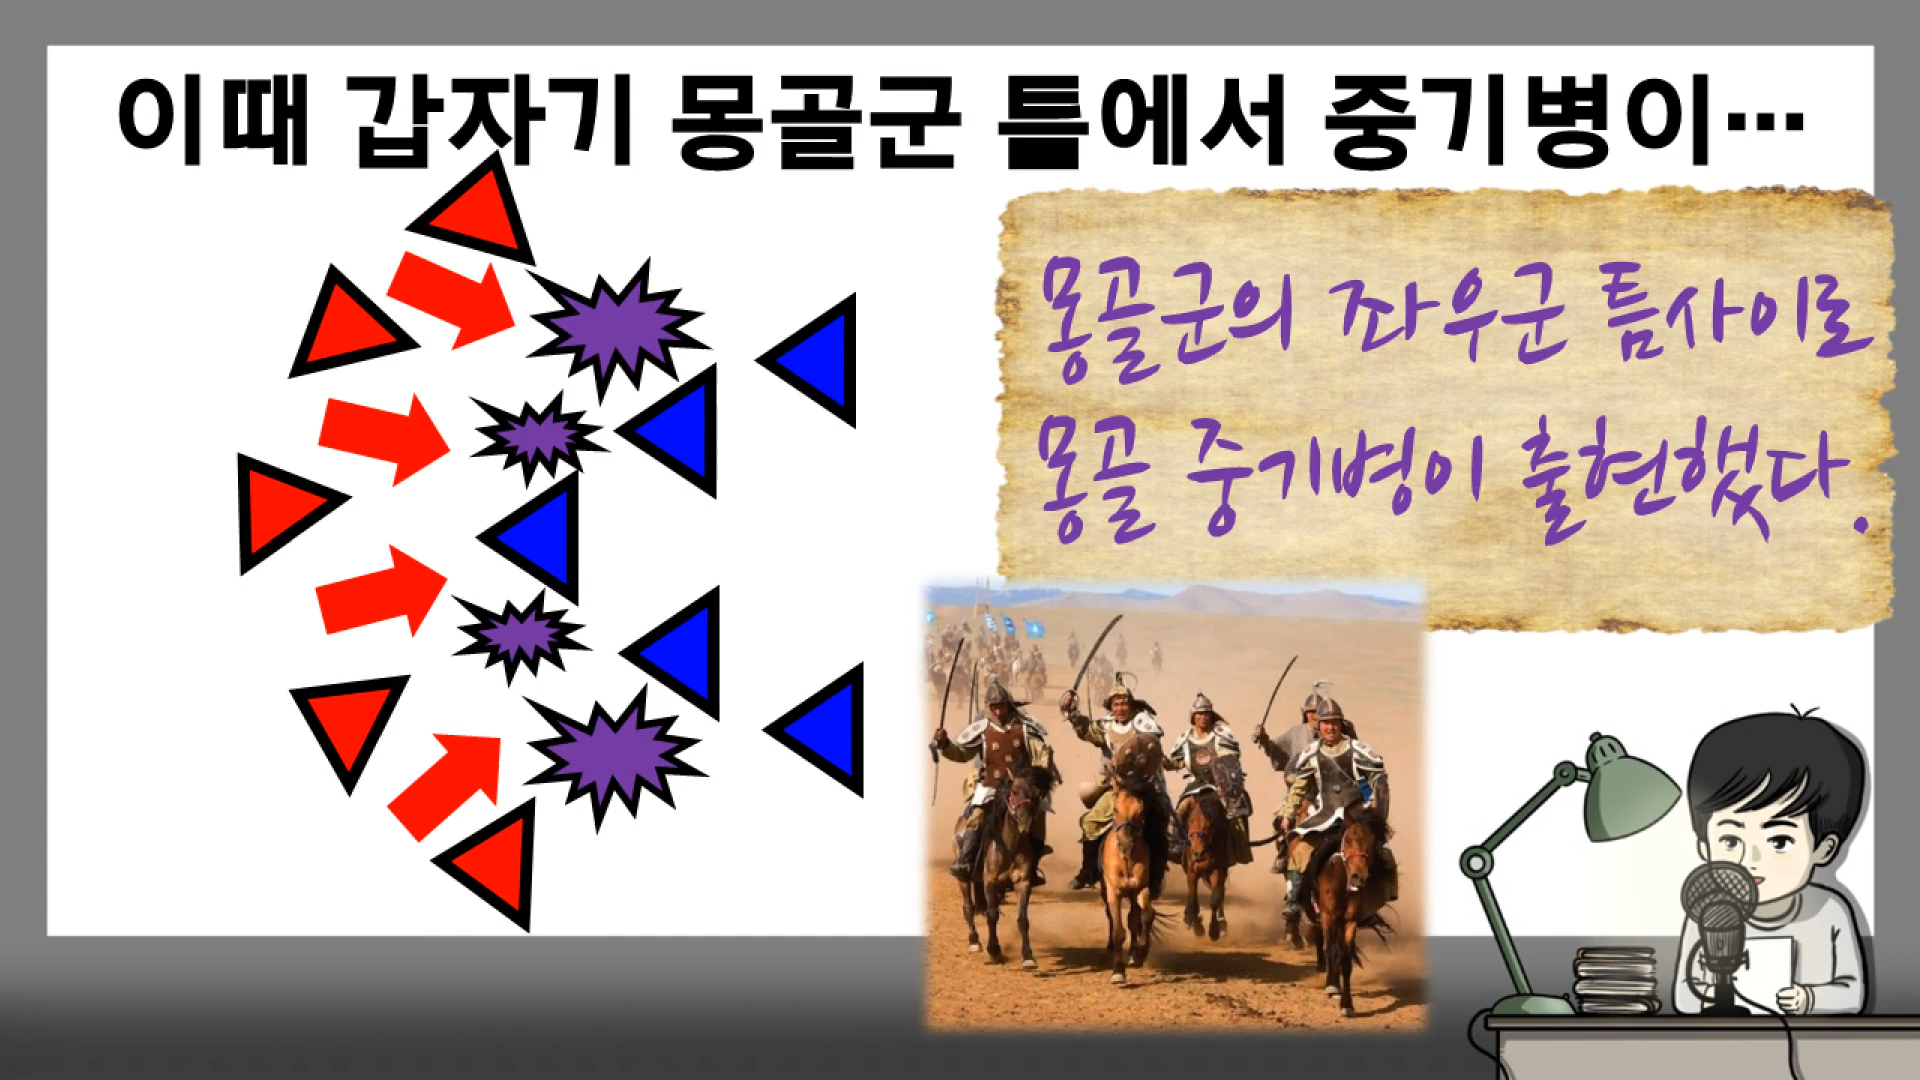 이때 갑자기 몽골군 틈에서 중기병이…
몽골군의 좌우군 틈사이로
몽골 중기병이 출현했다.